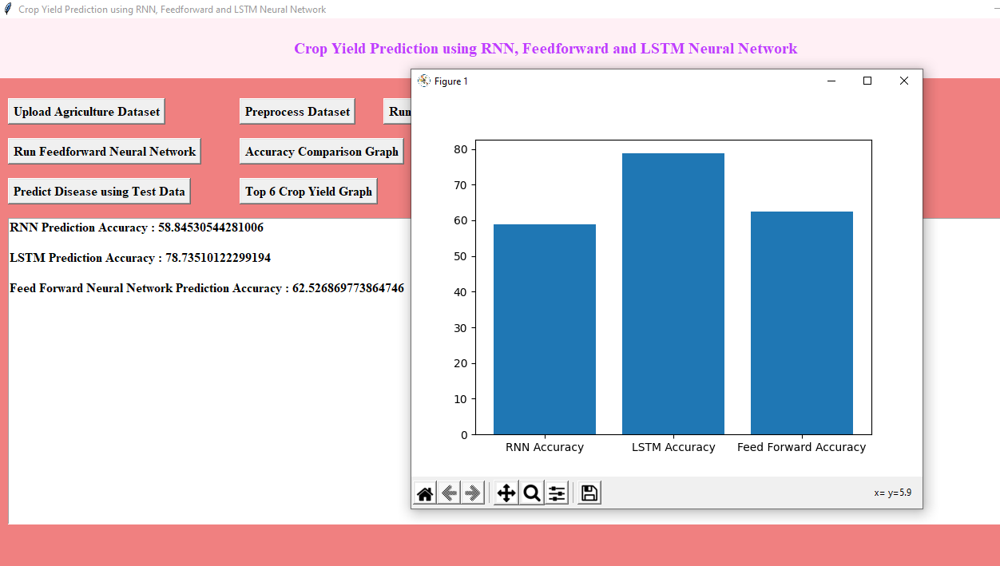 Crop Yield Prediction using RNN, Feedforward and LSTM Neural Network
Crop Yield Prediction using RNN, Feedforward and LSTM Neural Network
Upload Agriculture Dataset
Preprocess Dataset
Run
Run Feedforward Neural Network
Accuracy Comparison Graph
Predict Disease using Test Data
Top 6 Crop Yield Graph
RNN Prediction Accuracy : 58.84530544281006
LSTM Prediction Accuracy : 78.73510122299194
Feed Forward Neural Network Prediction Accuracy : 62.526869773864746
Figure 1
80
70
60
50
40
30
20
10
0
RNN Accuracy LSTM Accuracy Feed Forward Accuracy
x= y=5.9